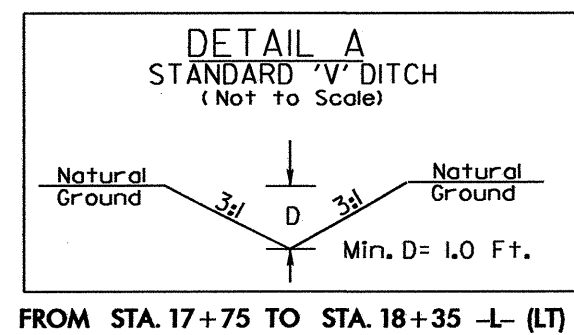 DETAIL A
STANDARD 'V' DITCH
(Not to Scale)
Natural
Ground
3:1
D
3:1
Natural
Ground
Min. D= 1.0 Ft.
FROM STA. 17+75 TO STA. 18+35 -L- (LT)